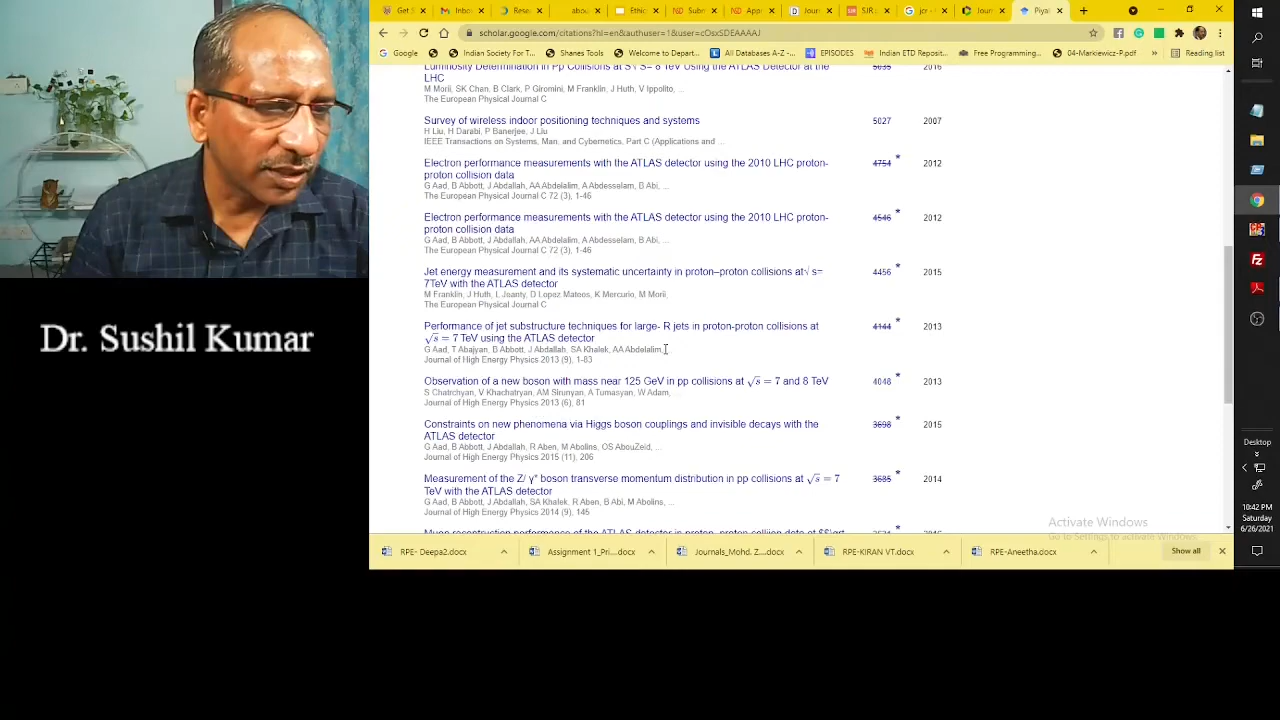 Get S
Inbo
Rese
abou
Ethic
Subn
App
Journ
SJR
jcr
Journ
Piyal
scholar.google.com/citations?hl=en&authuser=1&user=cOsxSDEAAAAJ
Google
Indian Society For T...
Shanes Tools
Welcome to Depart...
All Databases A-Z...
EPISODES
Indian ETD Reposit...
Free Programming...
04-Markiewicz-P.pdf
Reading list
Luminosity Determination in Pp Collisions at S√ S= 8 TeV Using the ATLAS Detector at the 5035 2016
LHC
M Morii, SK Chan, B Clark, P Giromini, M Franklin, J Huth, V Ippolito, ...
The European Physical Journal C
Survey of wireless indoor positioning techniques and systems 5027 2007
H Liu, H Darabi, P Banerjee, J Liu
IEEE Transactions on Systems, Man, and Cybernetics, Part C (Applications and ...
Electron performance measurements with the ATLAS detector using the 2010 LHC proton- 4754 * 2012
proton collision data
G Aad, B Abbott, J Abdallah, AA Abdelalim, A Abdesselam, B Abi, ...
The European Physical Journal C 72 (3), 1-46
Electron performance measurements with the ATLAS detector using the 2010 LHC proton- 4546 * 2012
proton collision data
G Aad, B Abbott, J Abdallah, AA Abdelalim, A Abdesselam, B Abi, ...
The European Physical Journal C 72 (3), 1-46
Jet energy measurement and its systematic uncertainty in proton–proton collisions at√ s= 4456 * 2015
7TeV with the ATLAS detector
M Franklin, J Huth, L Jeanty, D Lopez Mateos, K Mercurio, M Morii,
The European Physical Journal C
Performance of jet substructure techniques for large- R jets in proton-proton collisions at 4144 * 2013
√s = 7 TeV using the ATLAS detector
G Aad, T Abajyan, B Abbott, J Abdallah, SA Khalek, AA Abdelalim,
Journal of High Energy Physics 2013 (9), 1-83
Observation of a new boson with mass near 125 GeV in pp collisions at √s = 7 and 8 TeV 4048 * 2013
S Chatrchyan, V Khachatryan, AM Sirunyan, A Tumasyan, W Adam, ...
Journal of High Energy Physics 2013 (6), 81
Constraints on new phenomena via Higgs boson couplings and invisible decays with the 3698 * 2015
ATLAS detector
G Aad, B Abbott, J Abdallah, R Aben, M Abolins, OS AbouZeid, ...
Journal of High Energy Physics 2015 (11), 206
Measurement of the Z/ γ* boson transverse momentum distribution in pp collisions at √s = 7 3685 * 2014
TeV with the ATLAS detector
G Aad, B Abbott, J Abdallah, SA Khalek, R Aben, B Abi, M Abolins, ...
Journal of High Energy Physics 2014 (9), 145
Dr. Sushil Kumar
Activate Windows
Go to Settings to activate Windows.
Desktop
10:42 PM
Saturday
6/26/2021
RPE- Deepa2.docx
Assignment 1_Pri....docx
Journals_Mohd. Z....docx
RPE-KIRAN VT.docx
RPE-Aneetha.docx
Show all